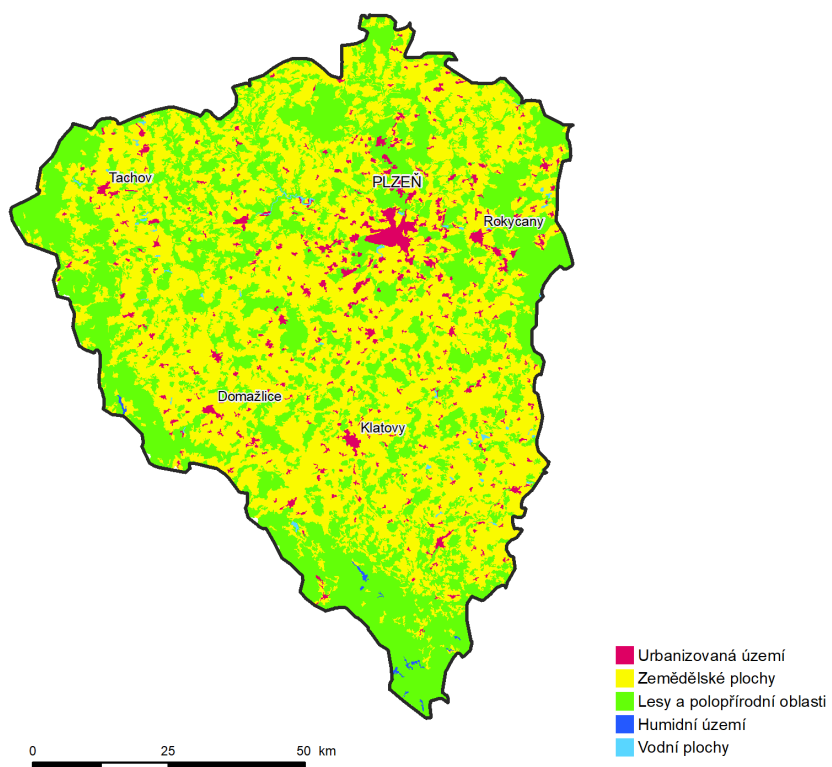 PLZEŇ
Tachov
Rokycany
Domažlice
Klatovy
Urbanizovaná území
Zemědělské plochy
Lesy a polopřírodní oblasti
Humidní území
Vodní plochy
0 25 50 km